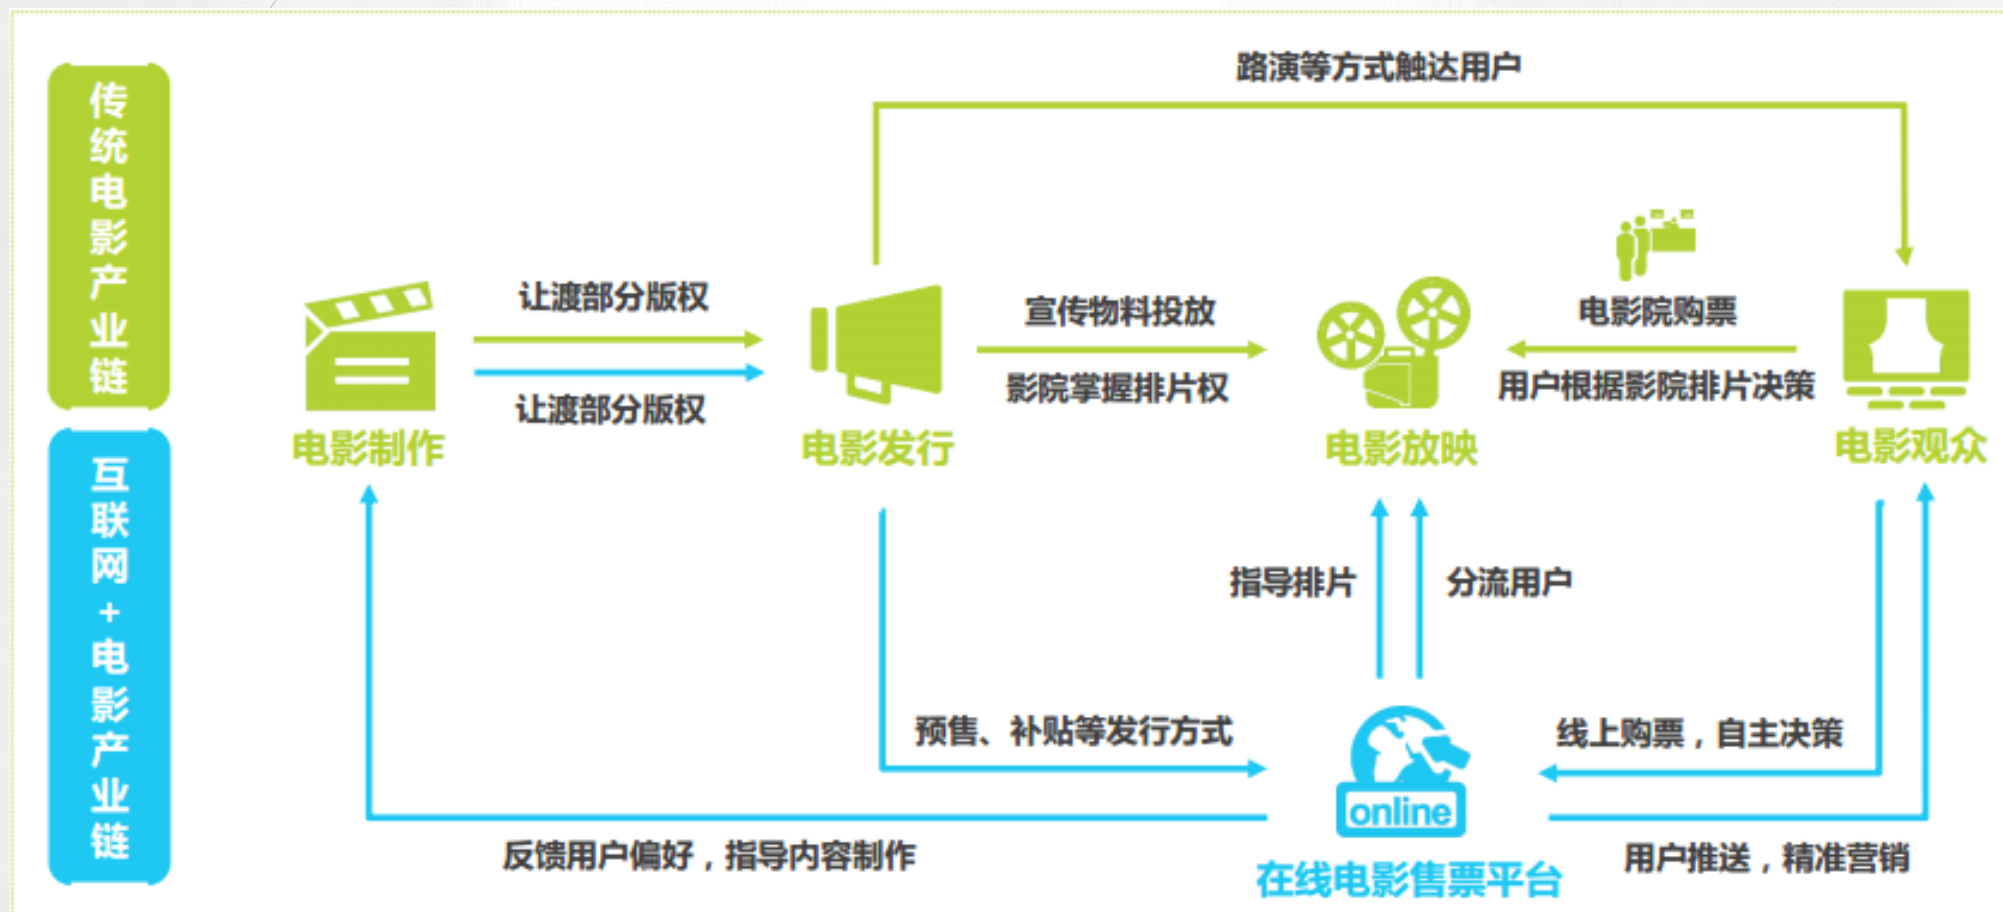 传统电影产业链
路演等方式触达用户
让渡部分版权
让渡部分版权
宣传物料投放
影院掌握排片权
电影院购票
用户根据影院排片决策
电影制作
电影发行
电影放映
电影观众
互联网+电影产业链
指导排片
分流用户
预售、补贴等发行方式
线上购票，自主决策
online
反馈用户偏好，指导内容制作
在线电影售票平台
用户推送，精准营销